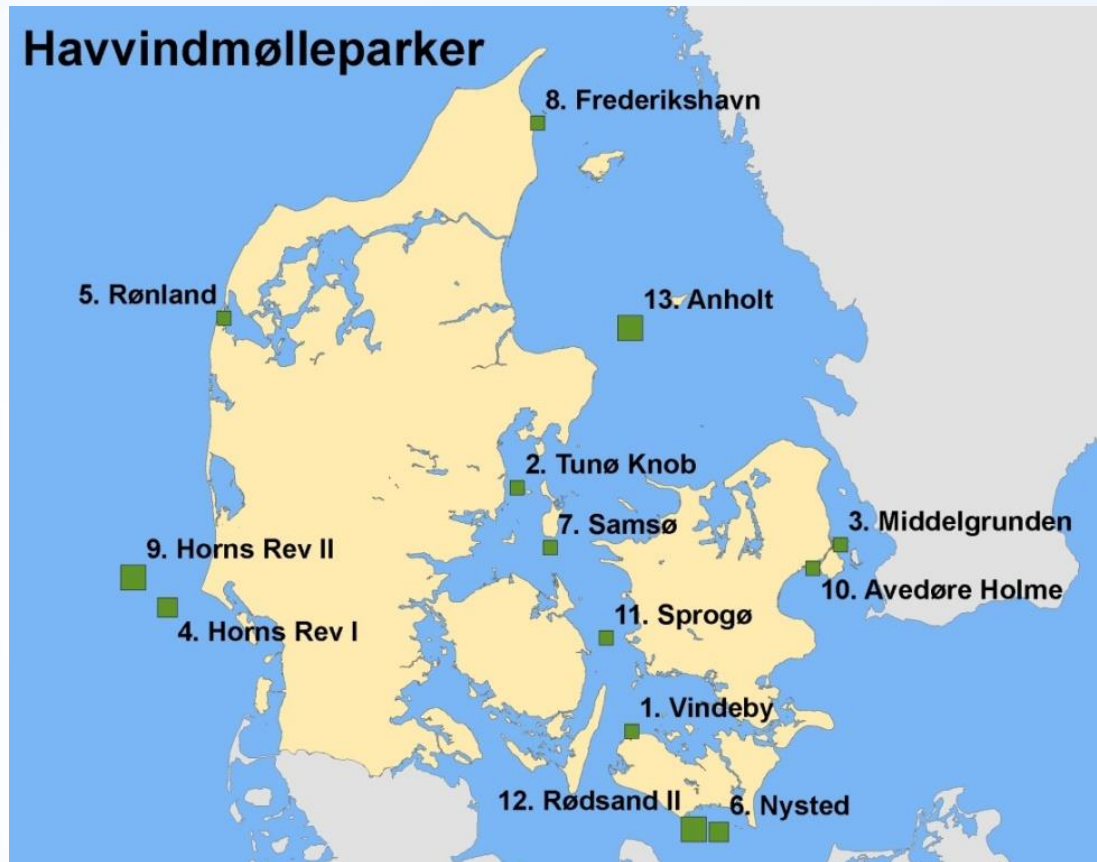 Havvindmølleparker
8. Frederikshavn
5. Rønland
13. Anholt
2. Tunø Knob
7. Samsø
3. Middelgrunden
9. Horns Rev II
10. Avedøre Holme
4. Horns Rev I
11. Sprogø
1. Vindeby
12. Rødsand II
6. Nysted